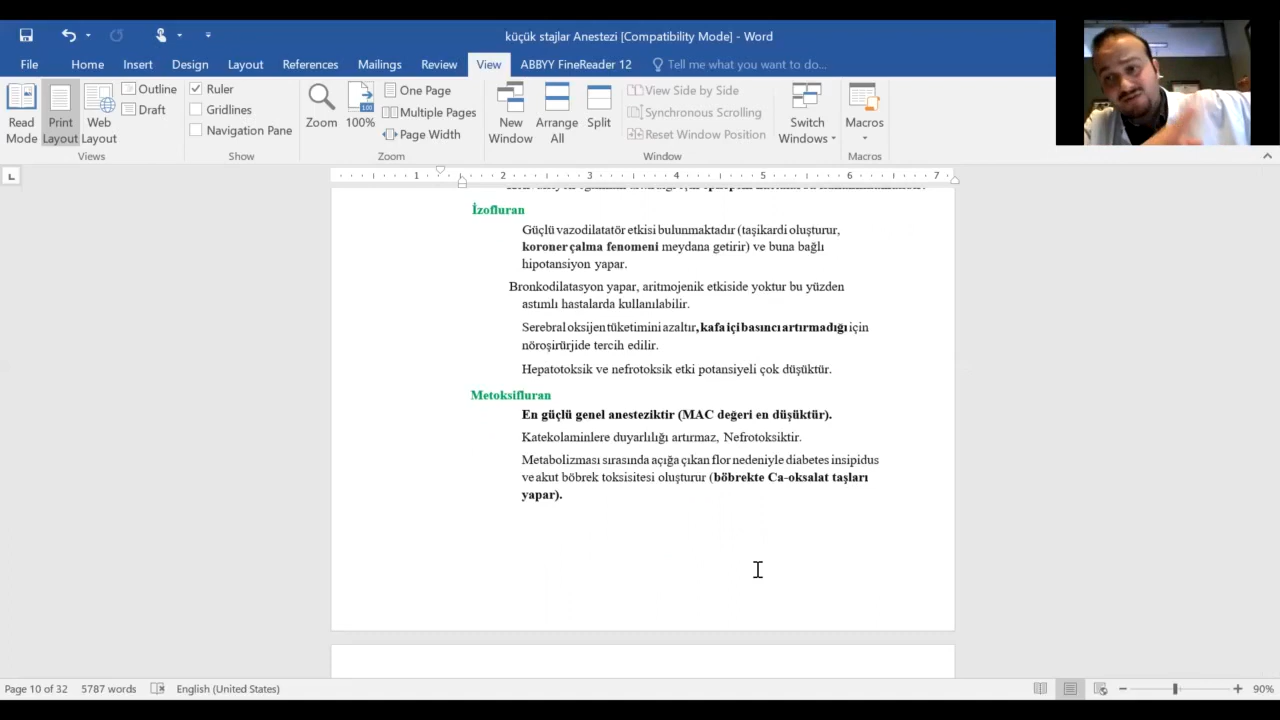 küçük stajlar Anestezi [Compatibility Mode] - Word
File Home Insert Design Layout References Mailings Review View ABBYY FineReader 12 Tell me what you want to do...
Read Mode
Print Layout
Web Layout
Outline
Draft
Views
Ruler
Gridlines
Navigation Pane
Show
Zoom
100%
One Page
Multiple Pages
Page Width
Zoom
New Window
Arrange All
Split
View Side by Side
Synchronous Scrolling
Reset Window Position
Window
Switch Windows
Macros
Macros
1 2 3 4 5 6 7
İzofluran
Güçlü vazodilatatör etkisi bulunmaktadır (taşikardi oluşturur,
koroner çalma fenomeni meydana getirir) ve buna bağlı
hipotansiyon yapar.
Bronkodilatasyon yapar, aritmojenik etkiside yoktur bu yüzden
astımlı hastalarda kullanılabilir.
Serebral oksijen tüketimini azaltır, kafa içi basıncı artırmadığı için
nöroşirürjide tercih edilir.
Hepatotoksik ve nefrotoksik etki potansiyeli çok düşüktür.
Metoksifluran
En güçlü genel anesteziktir (MAC değeri en düşüktür).
Katekolaminlere duyarlılığı artırmaz, Nefrotoksiktir.
Metabolizması sırasında açığa çıkan flor nedeniyle diabetes insipidus
ve akut böbrek toksisitesi oluşturur (böbrekte Ca-oksalat taşları
yapar).
Page 10 of 32 5787 words English (United States) 90%